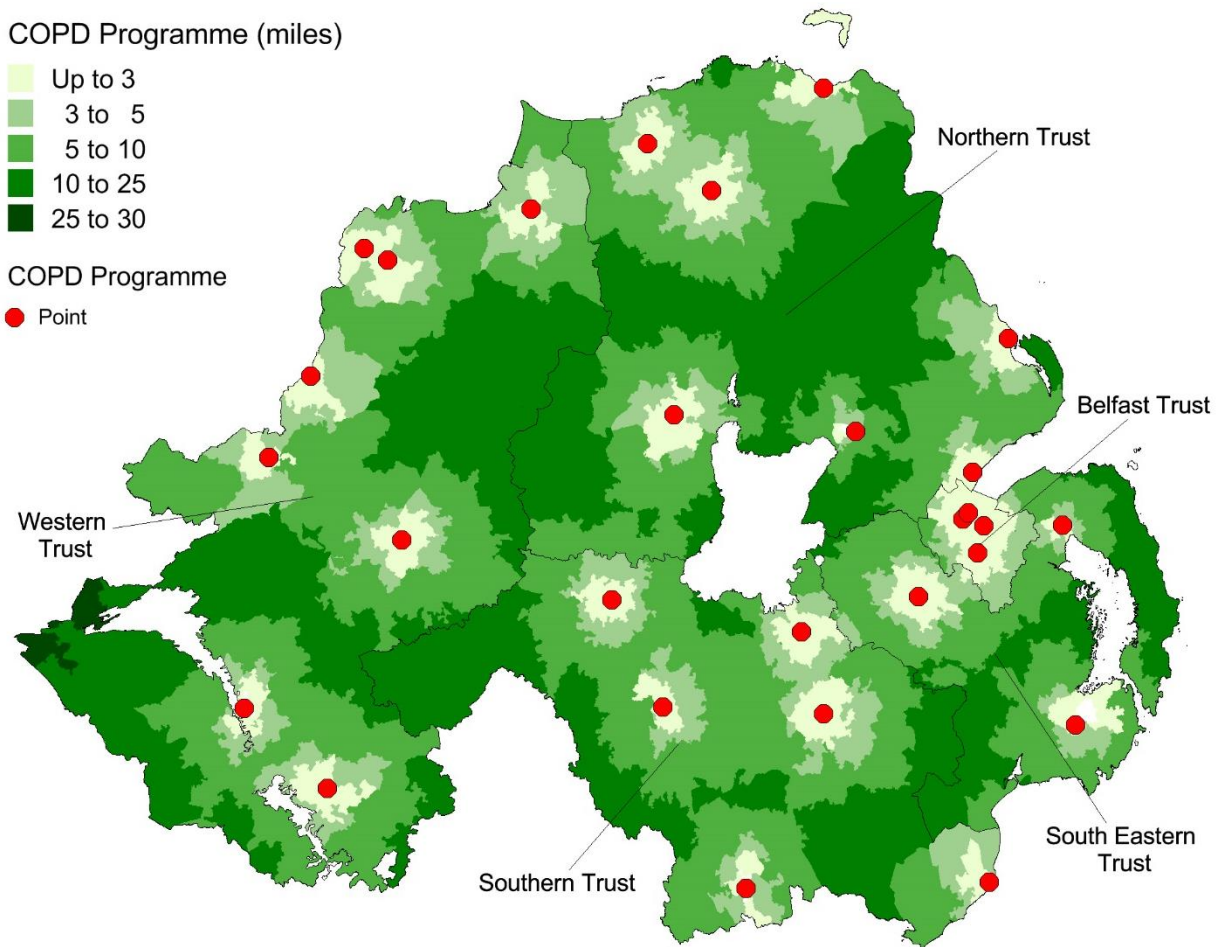 COPD Programme (miles)
Up to 3
3 to 5
5 to 10
10 to 25
25 to 30
COPD Programme
Point
Northern Trust
Belfast Trust
Western
Trust
South Eastern
Trust
Southern Trust